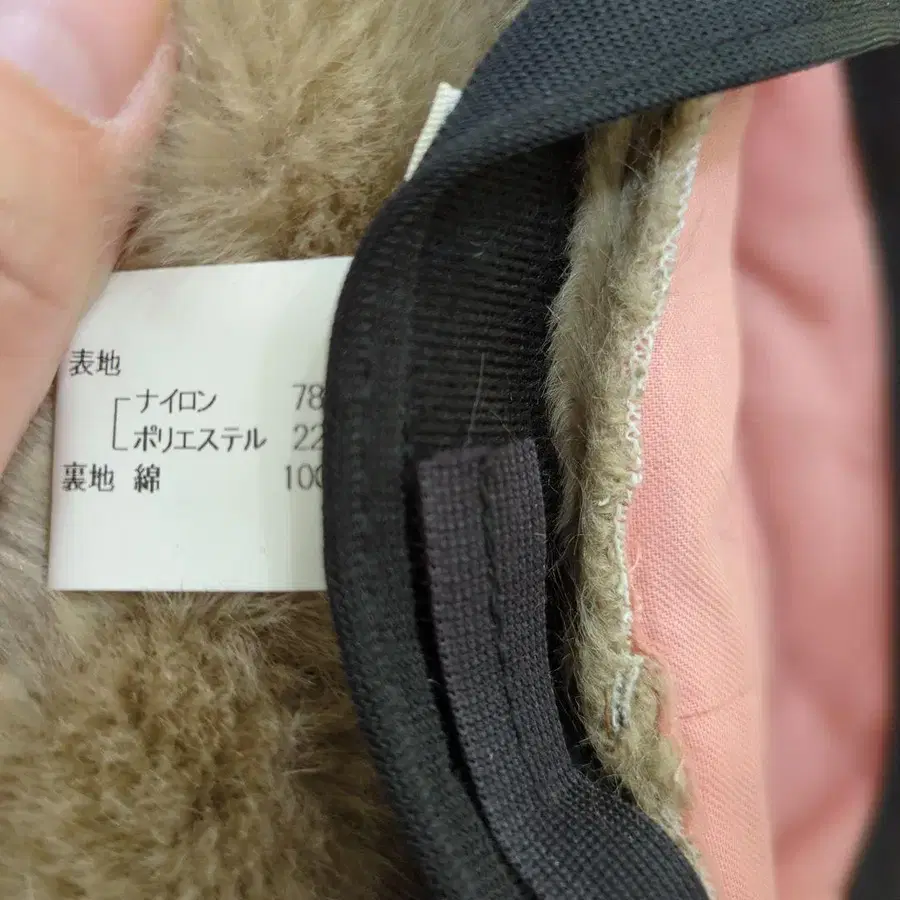 表地
ナイロン 78
ポリエステル 22
裏地 綿 100